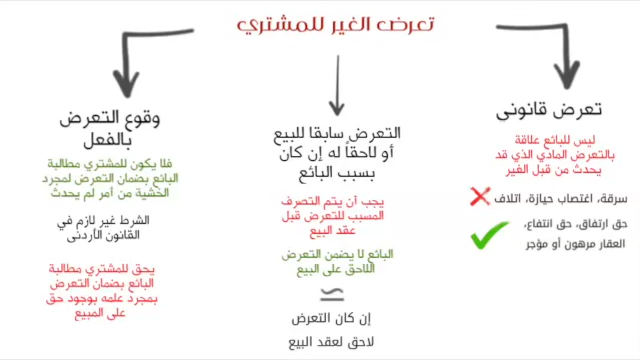 تعرض الغير للمشتري
تعرض قانوني
ليس للبائع علاقة
بالتعرض المادي الذي قد
يحدث من قبل الغير
سرقة، اغتصاب حيازة، اتلاف
حق ارتفاق، حق انتفاع،
العقار مرهون أو مؤجر
التعرض سابقا للبيع
أو لاحقاً له إن كان
بسبب البائع
يجب أن يتم التصرف
المسبب للتعرض قبل
عقد البيع
البائع لا يضمن التعرض
اللاحق على البيع
إن كان التعرض
لاحق لعقد البيع
وقوع التعرض
بالفعل
فلا يكون للمشتري مطالبة
البائع بضمان التعرض لمجرد
الخشية من أمر لم يحدث
الشرط غير لازم في
القانون الأردني
يحق للمشتري مطالبة
البائع بضمان التعرض
بمجرد علمه بوجود حق
على المبيع